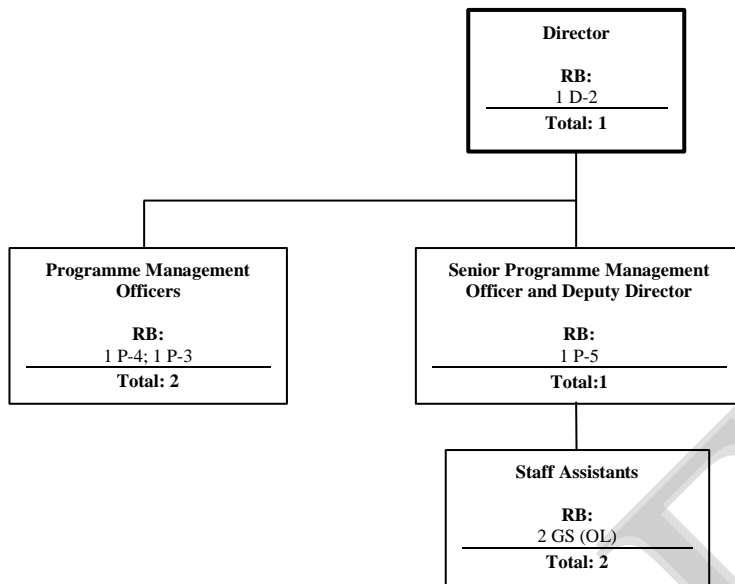 Director
RB:
1 D-2
Total: 1
Programme Management
Officers
RB:
1 P-4; 1 P-3
Total: 2
Senior Programme Management
Officer and Deputy Director
RB:
1 P-5
Total:1
Staff Assistants
RB:
2 GS (OL)
Total: 2